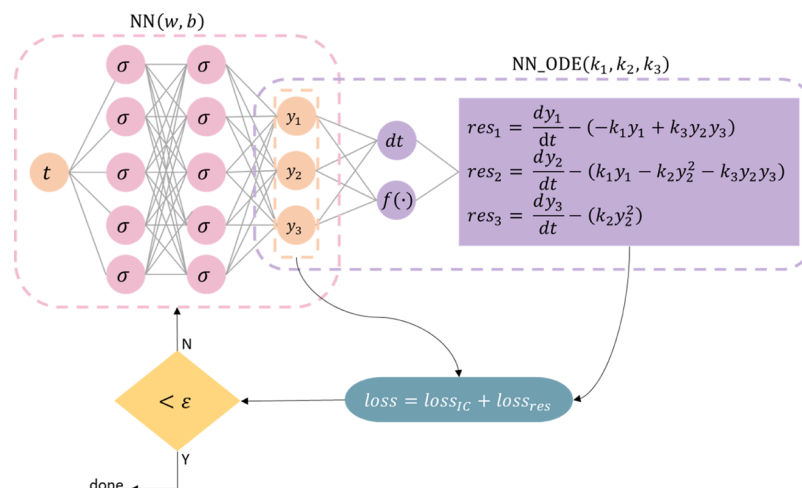 NN(w, b)
NN_ODE(k₁, k₂, k₃)
σ σ
σ σ
σ σ
σ σ
σ σ
t
y₁
y₂
y₃
dt
f(·)
res₁ = dy₁/dt − (−k₁y₁ + k₃y₂y₃)
res₂ = dy₂/dt − (k₁y₁ − k₂y₂² − k₃y₂y₃)
res₃ = dy₃/dt − (k₂y₂²)
N
< ε
loss = loss_IC + loss_res
Y
done